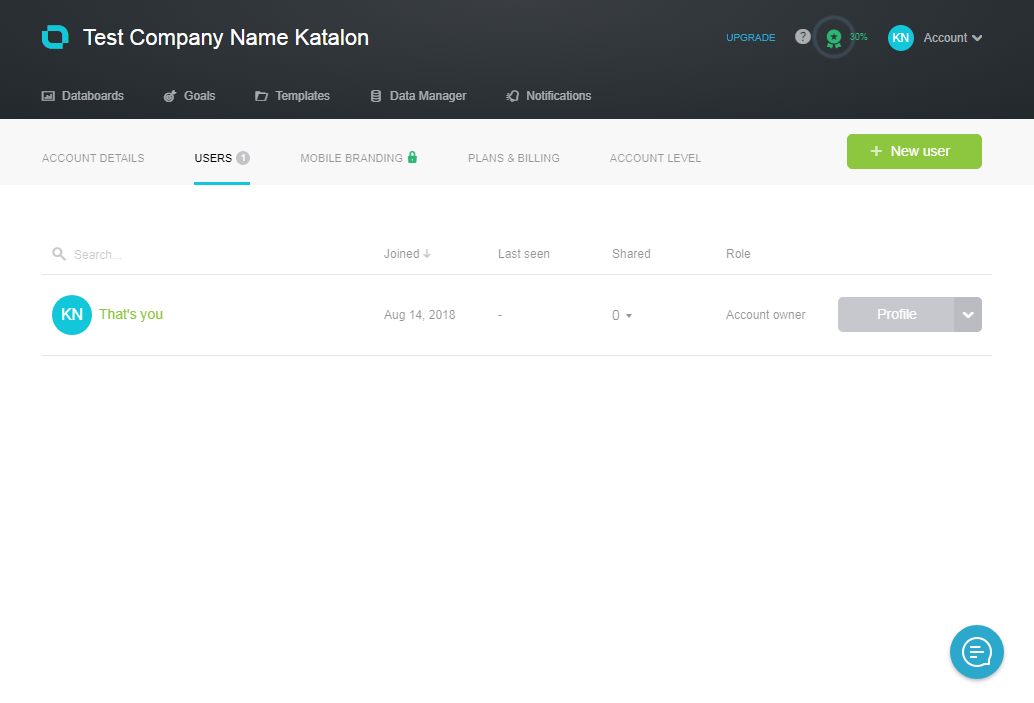 Test Company Name Katalon
UPGRADE ? 30% KN Account
Databoards Goals Templates Data Manager Notifications
ACCOUNT DETAILS USERS 1 MOBILE BRANDING PLANS & BILLING ACCOUNT LEVEL + New user
Search... Joined Last seen Shared Role
KN That's you Aug 14, 2018 - 0 Account owner Profile